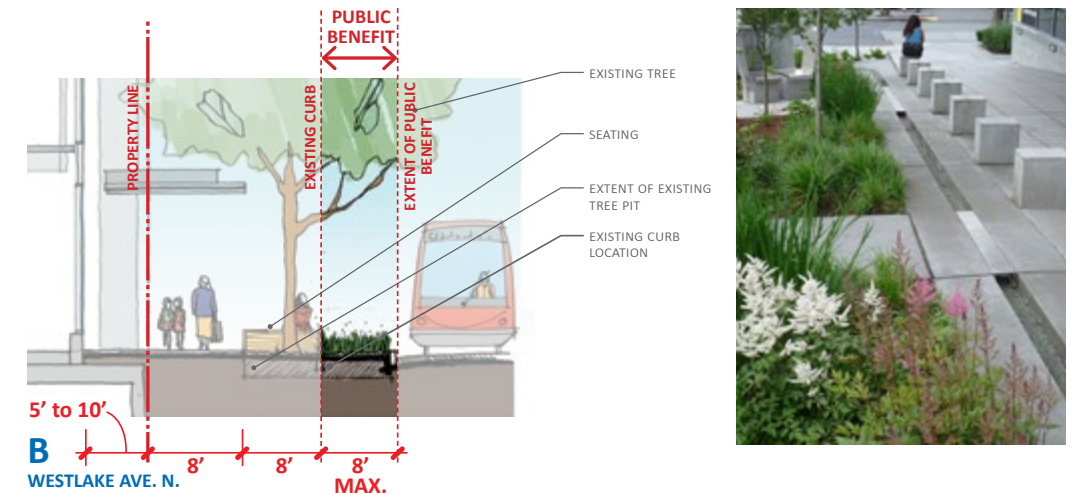 PUBLIC
BENEFIT
PROPERTY LINE
EXISTING CURB
EXTENT OF PUBLIC
BENEFIT
EXISTING TREE
SEATING
EXTENT OF EXISTING
TREE PIT
EXISTING CURB
LOCATION
5’ to 10’
8’
8’
8’
MAX.
B
WESTLAKE AVE. N.